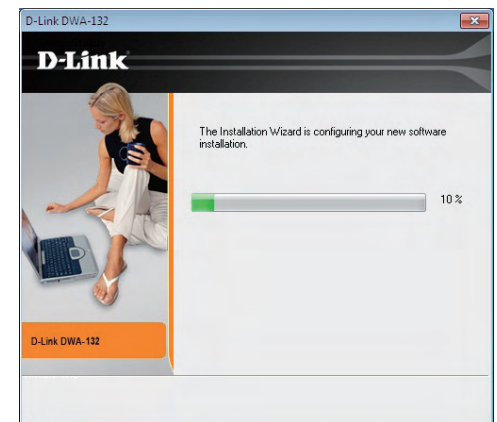 D-Link DWA-132
D-Link
The Installation Wizard is configuring your new software
installation.
10 %
D-Link DWA-132